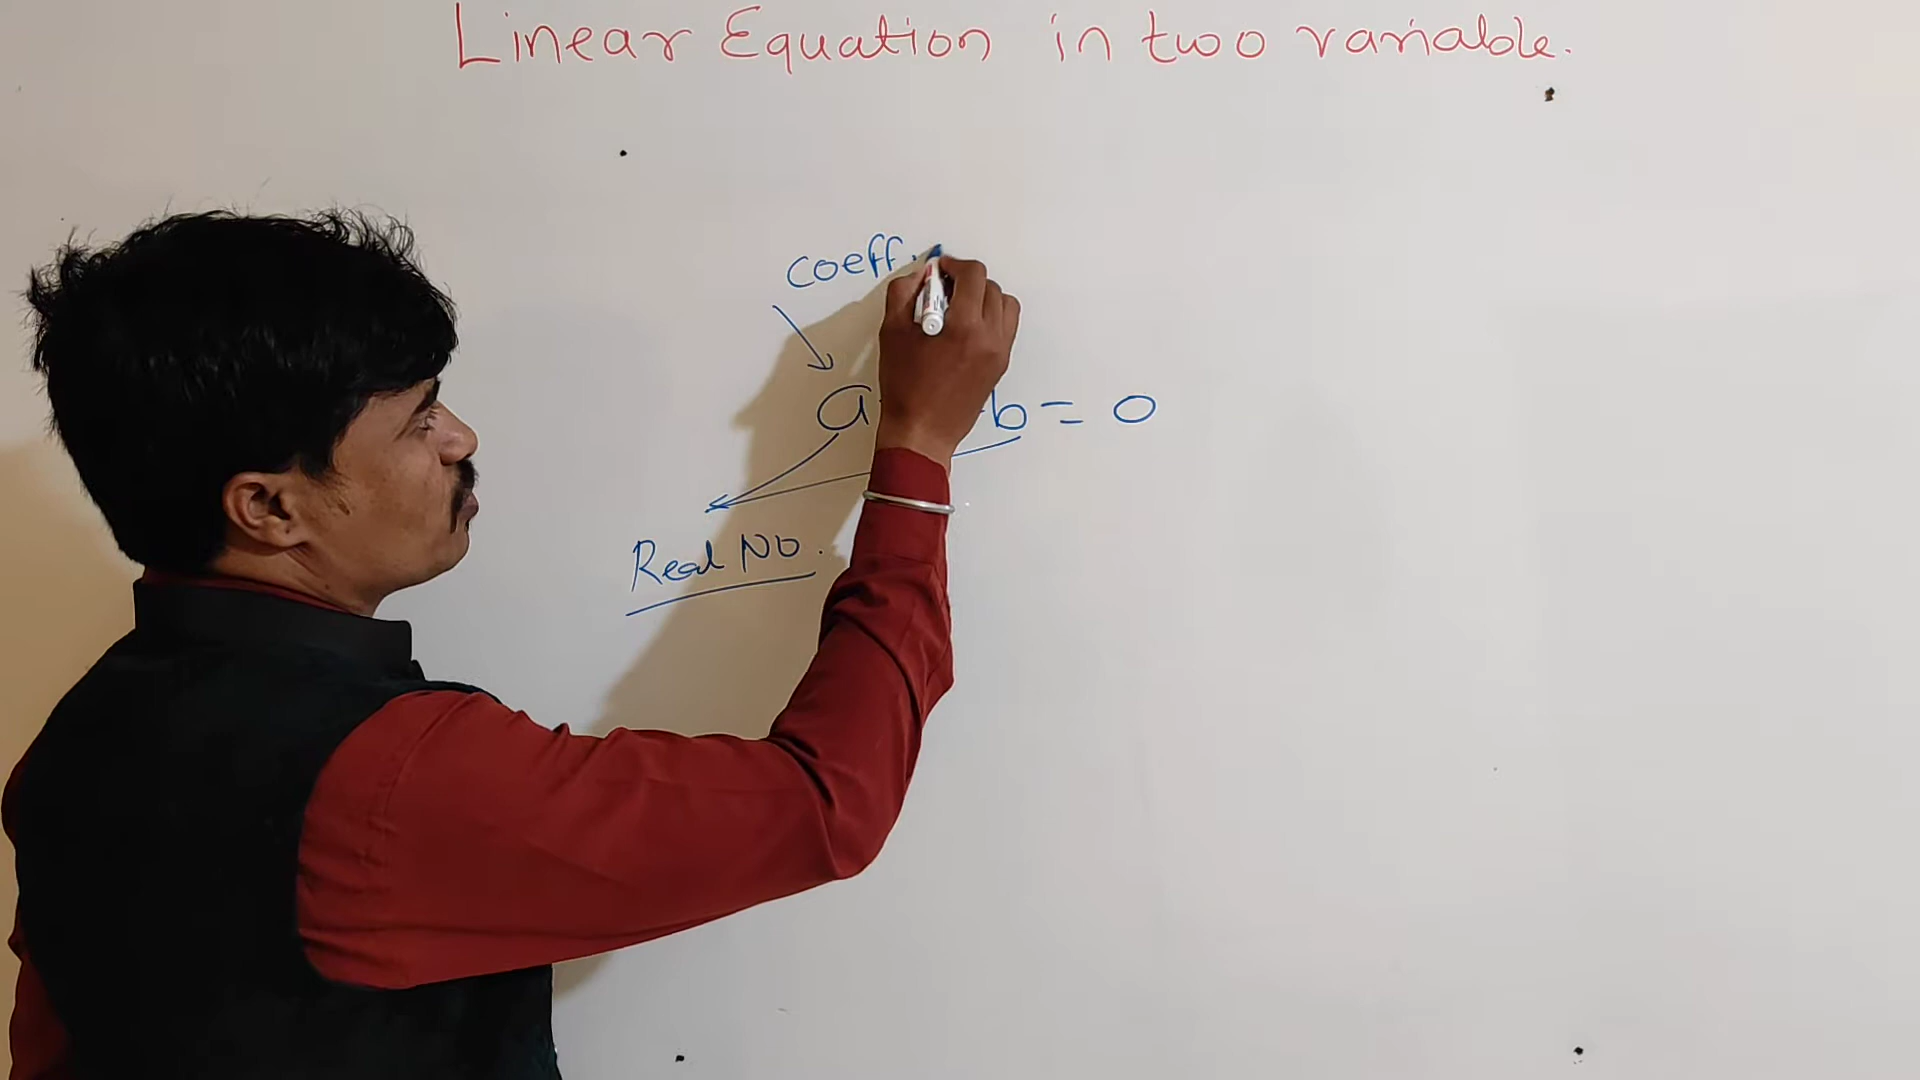 Linear Equation in two variable.
coeff
a b = 0
Real No.